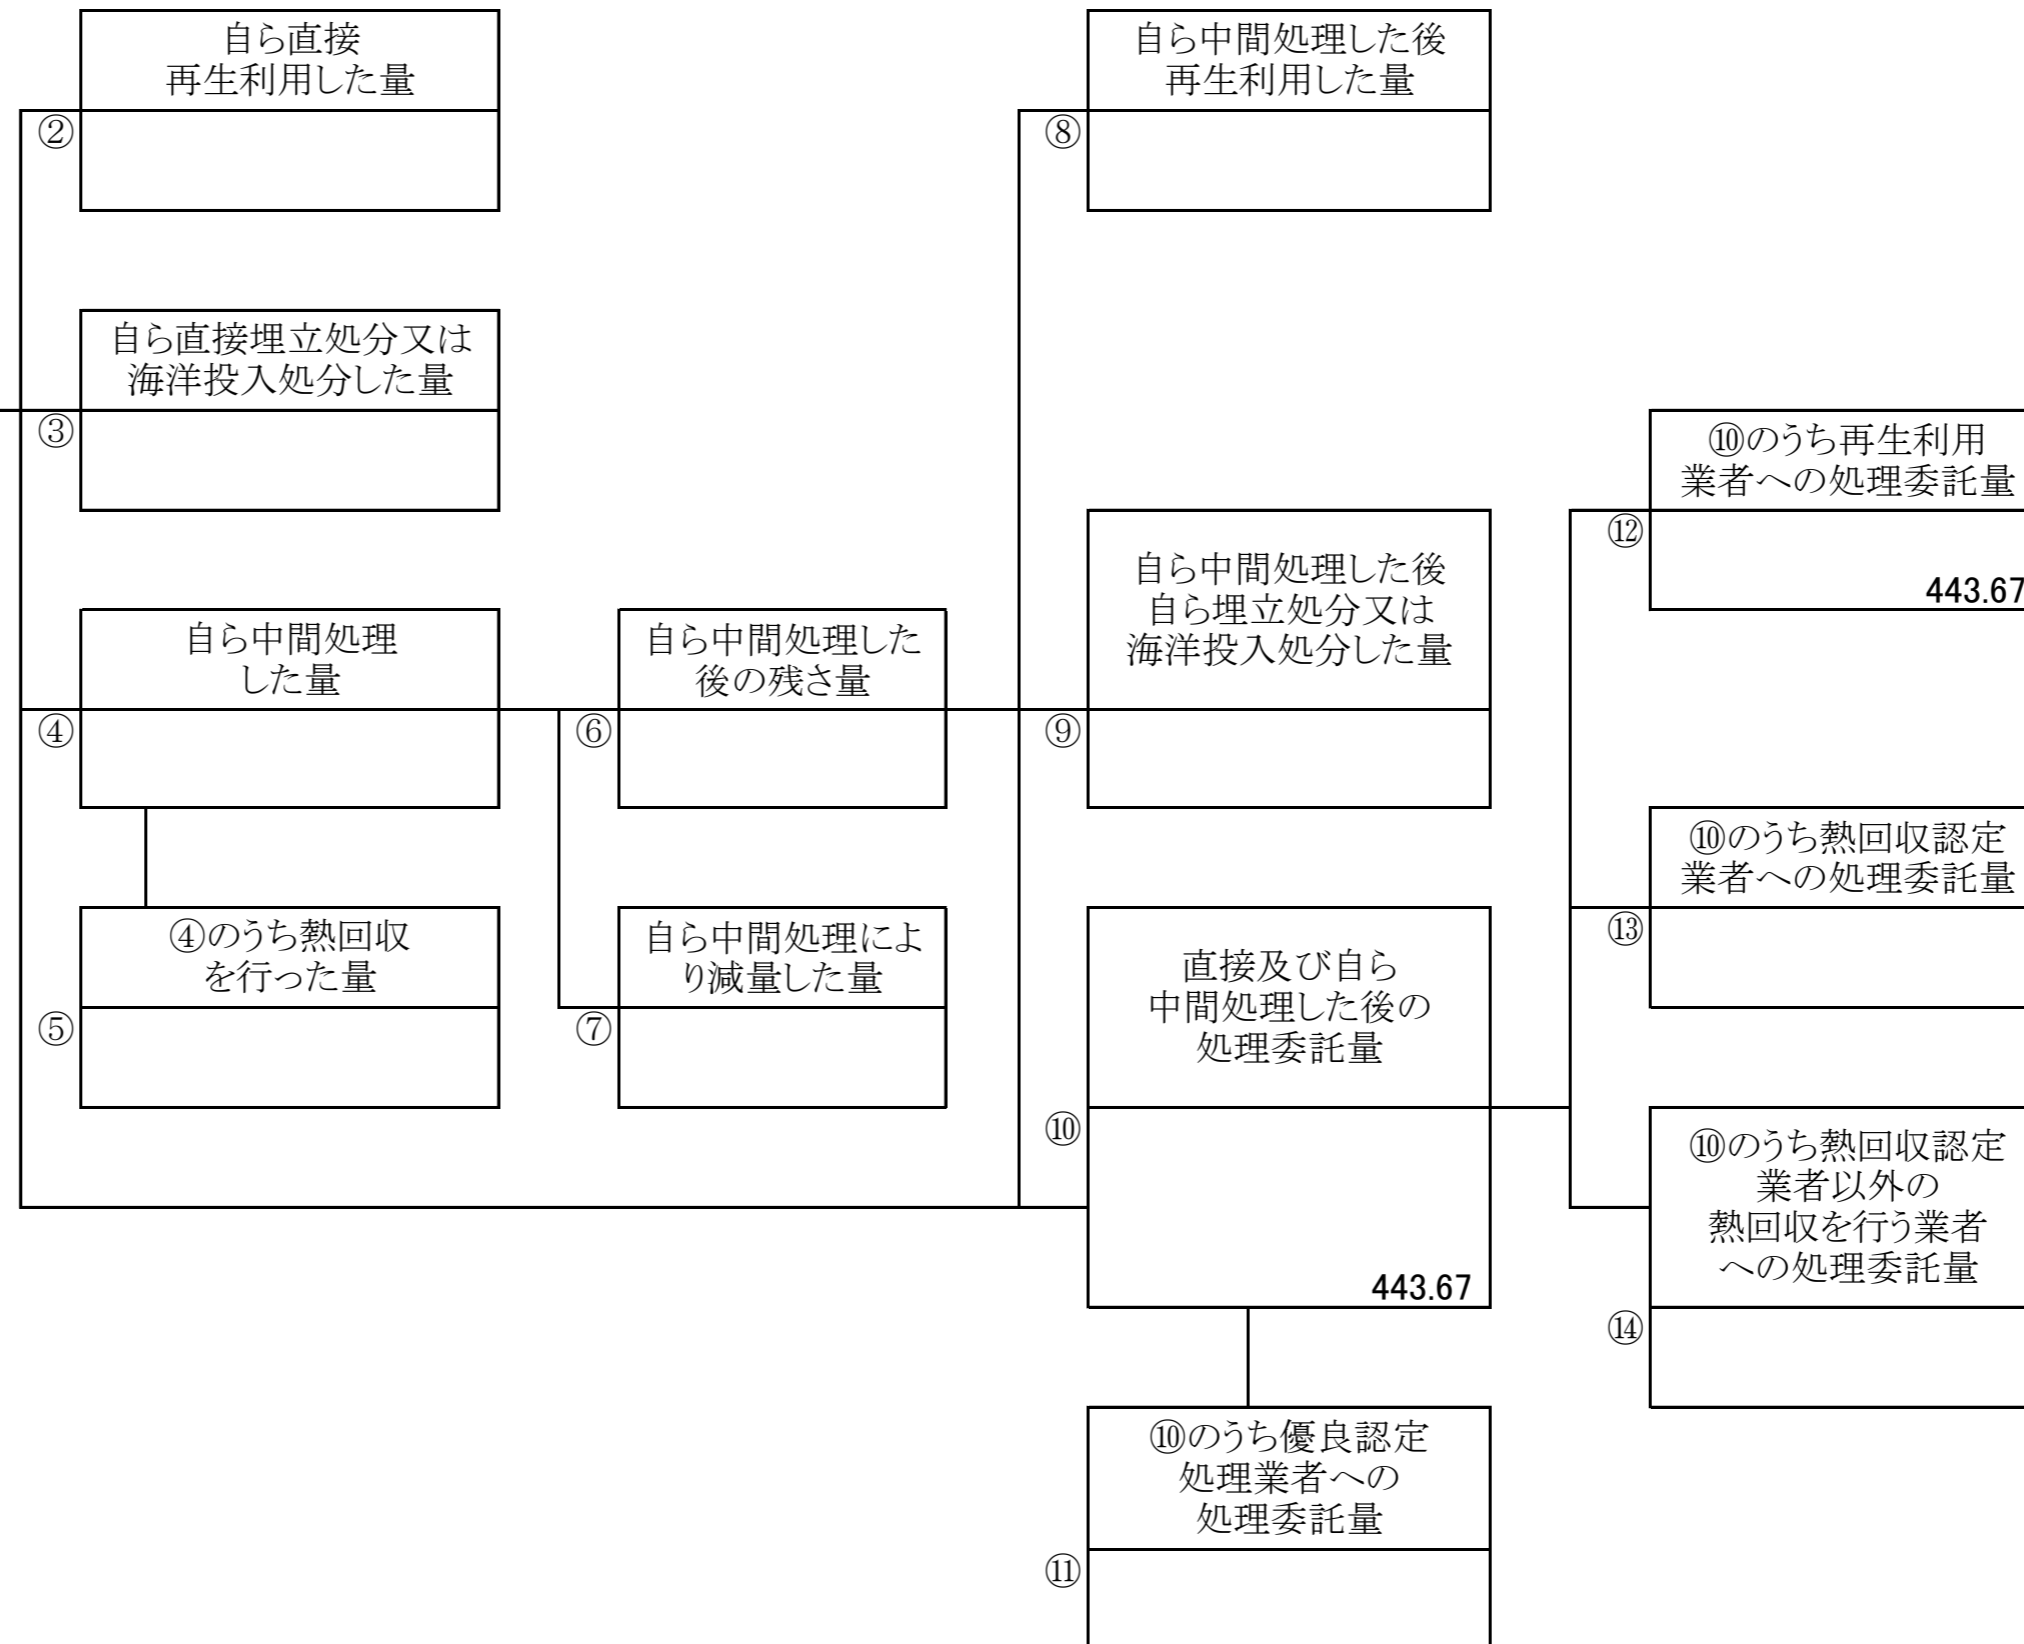 自ら直接
再生利用した量
②
自ら直接埋立処分又は
海洋投入処分した量
③
自ら中間処理
した量
④
④のうち熱回収
を行った量
⑤
自ら中間処理した
後の残さ量
⑥
自ら中間処理によ
り減量した量
⑦
自ら中間処理した後
再生利用した量
⑧
自ら中間処理した後
自ら埋立処分又は
海洋投入処分した量
⑨
直接及び自ら
中間処理した後の
処理委託量
⑩
443.67
⑩のうち優良認定
処理業者への
処理委託量
⑪
⑩のうち再生利用
業者への処理委託量
⑫
443.67
⑩のうち熱回収認定
業者への処理委託量
⑬
⑩のうち熱回収認定
業者以外の
熱回収を行う業者
への処理委託量
⑭